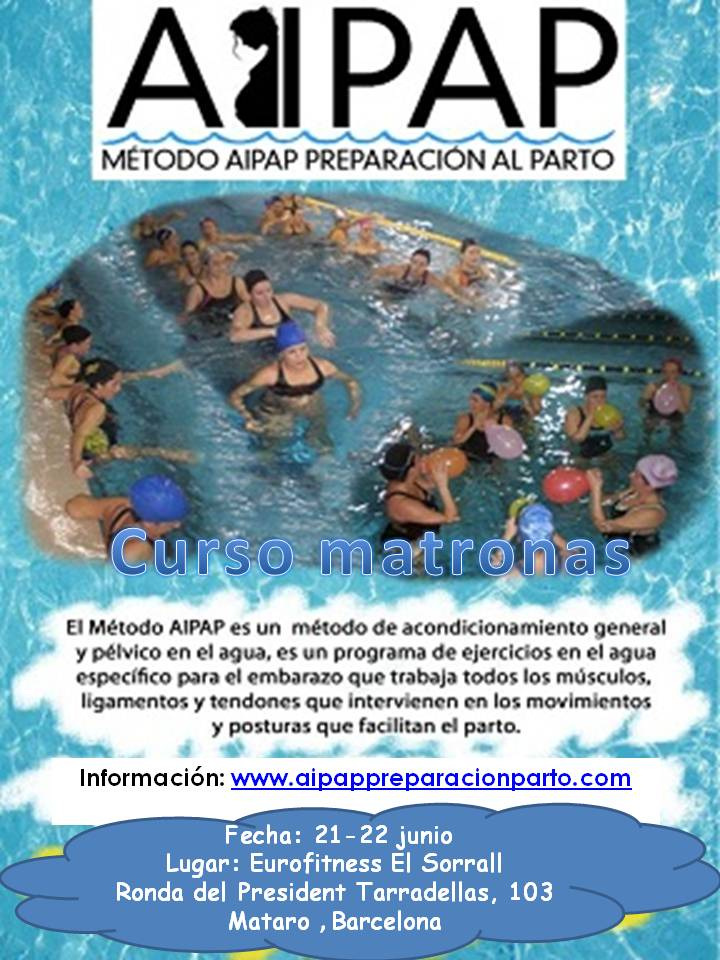 AIPAP
MÉTODO AIPAP PREPARACIÓN AL PARTO
Curso matronas
El Método AIPAP es un método de acondicionamiento general
y pélvico en el agua, es un programa de ejercicios en el agua
específico para el embarazo que trabaja todos los músculos,
ligamentos y tendones que intervienen en los movimientos
y posturas que facilitan el parto.
Información: www.aipappreparacionparto.com
Fecha: 21-22 junio
Lugar: Eurofitness El Sorrall
Ronda del President Tarradellas, 103
Mataro , Barcelona